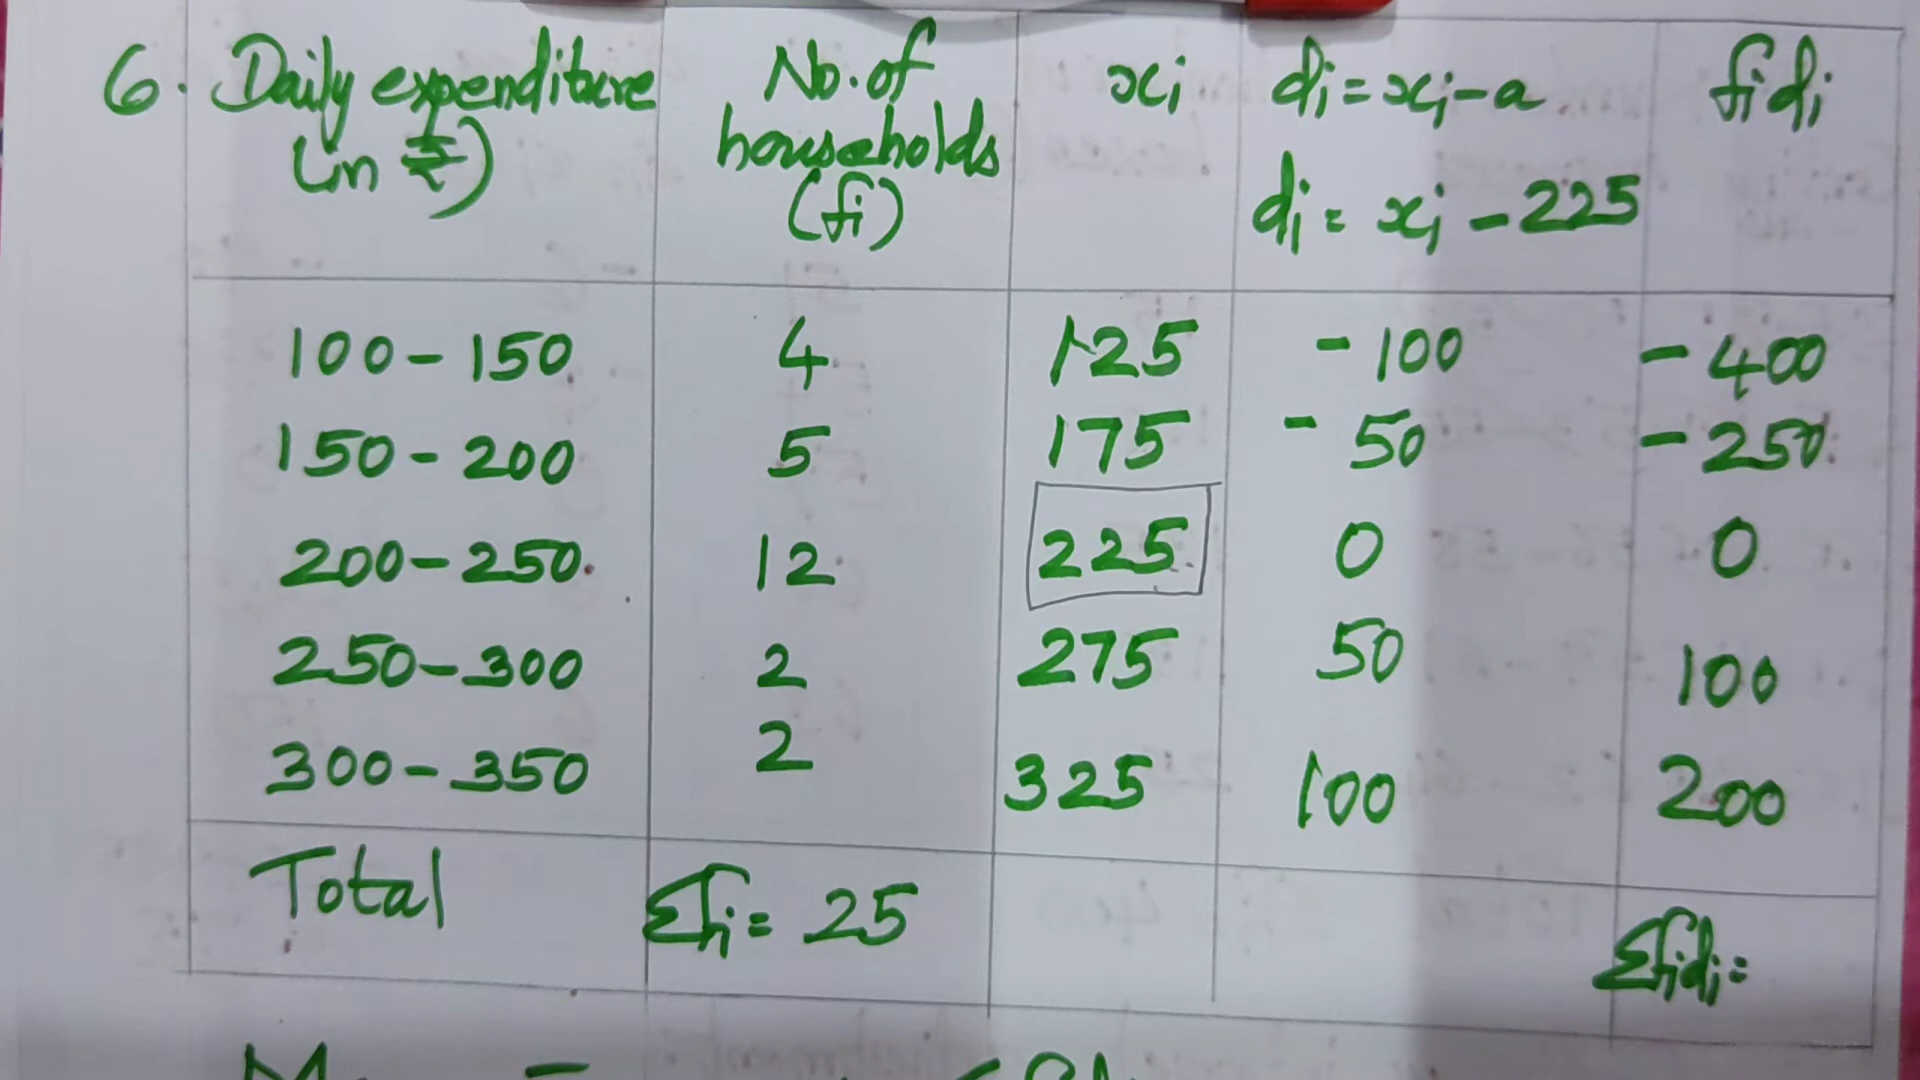 6. Daily expenditure (in ₹) No. of households (fi) xi di = xi - a fidi
di = xi - 225
100 - 150 4 125 - 100 - 400
150 - 200 5 175 - 50 - 250
200 - 250 12 225 0 0
250 - 300 2 275 50 100
300 - 350 2 325 100 200
Total Σfi = 25 Σfidi =